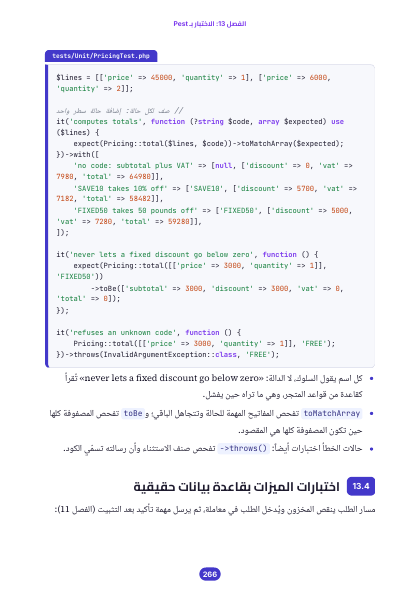 الفصل 13: الاختبار بـ Pest
tests/Unit/PricingTest.php
$lines = [['price' => 45000, 'quantity' => 1], ['price' => 6000,
'quantity' => 2]];
// صف لكل حالة: إضافة حالة سطر واحد
it('computes totals', function (?string $code, array $expected) use
($lines) {
expect(Pricing::total($lines, $code))->toMatchArray($expected);
})->with([
'no code: subtotal plus VAT' => [null, ['discount' => 0, 'vat' =>
7980, 'total' => 64980]],
'SAVE10 takes 10% off' => ['SAVE10', ['discount' => 5700, 'vat' =>
7182, 'total' => 58482]],
'FIXED50 takes 50 pounds off' => ['FIXED50', ['discount' => 5000,
'vat' => 7280, 'total' => 59280]],
]);
it('never lets a fixed discount go below zero', function () {
expect(Pricing::total([['price' => 3000, 'quantity' => 1]],
'FIXED50'))
->toBe(['subtotal' => 3000, 'discount' => 3000, 'vat' => 0,
'total' => 0]);
});
it('refuses an unknown code', function () {
Pricing::total([['price' => 3000, 'quantity' => 1]], 'FREE');
})->throws(InvalidArgumentException::class, 'FREE');
• كل اسم يقول السلوك، لا الدالة: «never lets a fixed discount go below zero» تُقرأ
كقاعدة من قواعد المتجر، وهي ما تراه حين يفشل.
• toMatchArray تفحص المفاتيح المهمة للحالة وتتجاهل الباقي؛ و toBe تفحص المصفوفة كلها
حين تكون المصفوفة كلها هي المقصود.
• حالات الخطأ اختبارات أيضاً: ->throws() تفحص صنف الاستثناء وأن رسالته تسمّي الكود.
13.4 اختبارات الميزات بقاعدة بيانات حقيقية
مسار الطلب ينقص المخزون ويُدخل الطلب في معاملة، ثم يرسل مهمة تأكيد بعد التثبيت (الفصل 11):
266